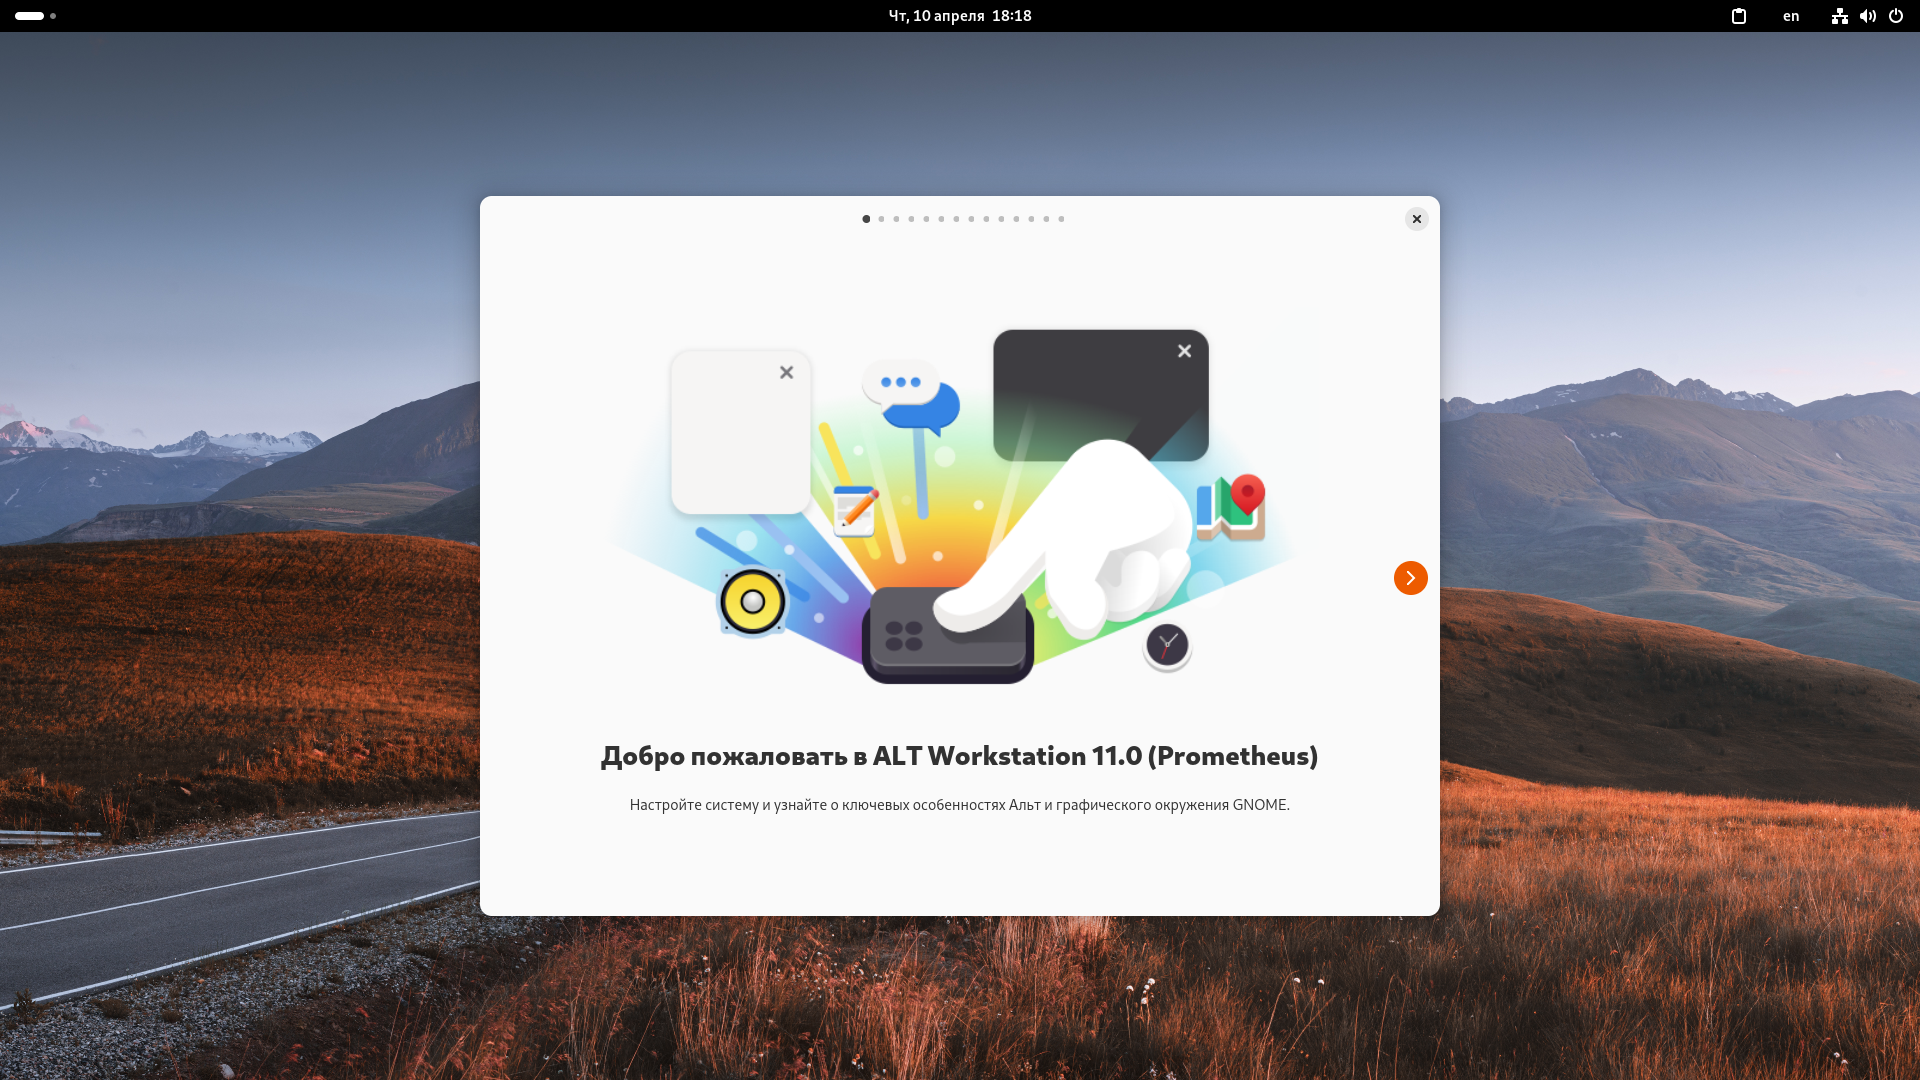 Чт, 10 апреля 18:18
en
Добро пожаловать в ALT Workstation 11.0 (Prometheus)
Настройте систему и узнайте о ключевых особенностях Альт и графического окружения GNOME.